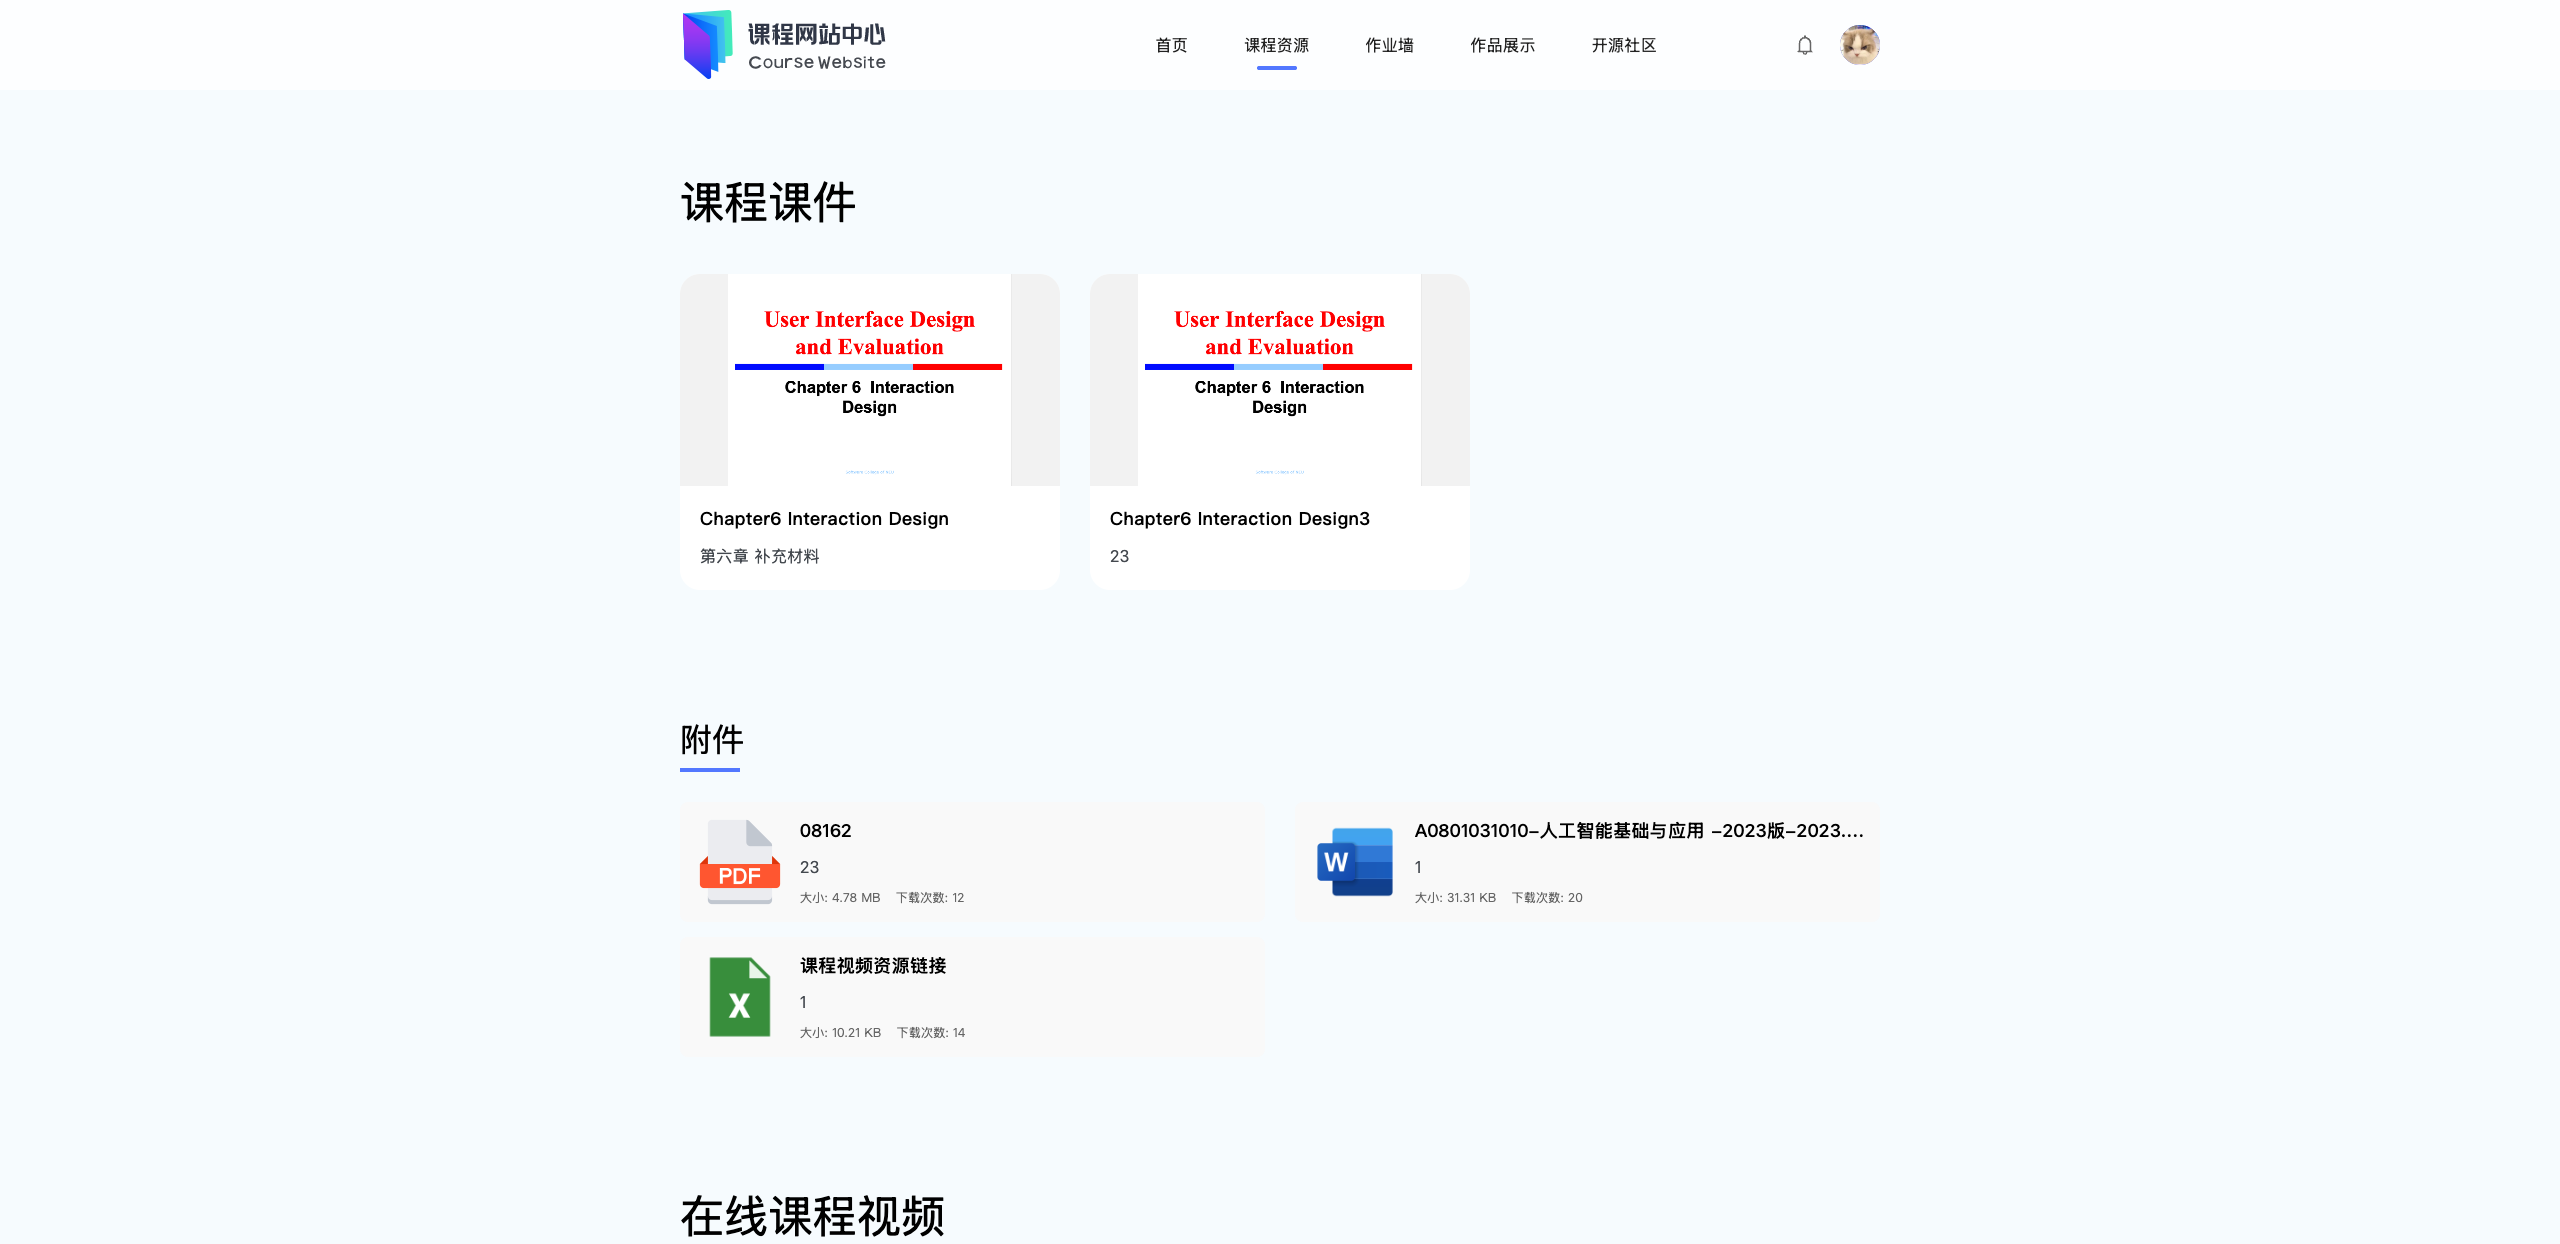 课程网站中心
Course Website
首页
课程资源
作业墙
作品展示
开源社区
课程课件
User Interface Design
and Evaluation
Chapter 6 Interaction
Design
Chapter6 Interaction Design
第六章 补充材料
User Interface Design
and Evaluation
Chapter 6 Interaction
Design
Chapter6 Interaction Design3
23
附件
PDF
08162
23
大小: 4.78 MB 下载次数: 12
W
A0801031010-人工智能基础与应用 -2023版-2023....
1
大小: 31.31 KB 下载次数: 20
X
课程视频资源链接
1
大小: 10.21 KB 下载次数: 14
在线课程视频